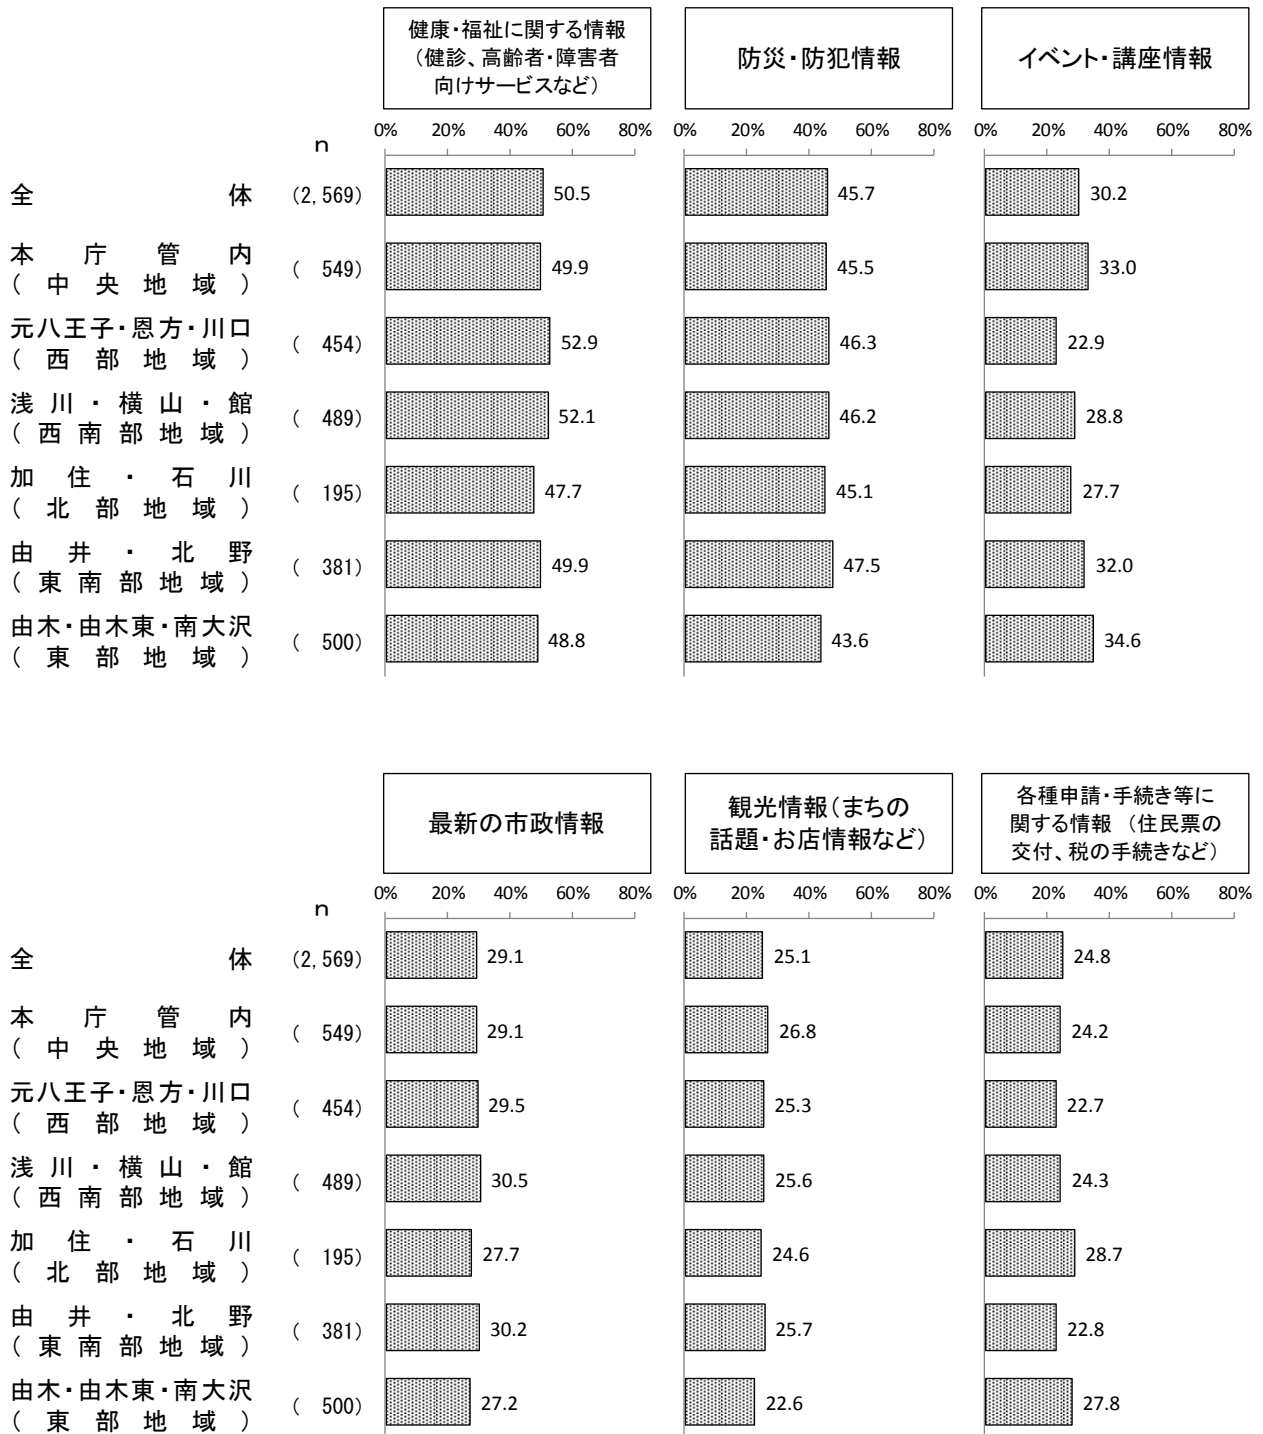 健康・福祉に関する情報
（健診、高齢者・障害者
向けサービスなど）
防災・防犯情報
イベント・講座情報
0% 20% 40% 60% 80% 0% 20% 40% 60% 80% 0% 20% 40% 60% 80%
n
全体 (2,569) 50.5 45.7 30.2
本庁管内
（中央地域） ( 549) 49.9 45.5 33.0
元八王子・恩方・川口
（西部地域） ( 454) 52.9 46.3 22.9
浅川・横山・館
（西南部地域） ( 489) 52.1 46.2 28.8
加住・石川
（北部地域） ( 195) 47.7 45.1 27.7
由井・北野
（東南部地域） ( 381) 49.9 47.5 32.0
由木・由木東・南大沢
（東部地域） ( 500) 48.8 43.6 34.6
最新の市政情報
観光情報（まちの
話題・お店情報など）
各種申請・手続き等に
関する情報 （住民票の
交付、税の手続きなど）
0% 20% 40% 60% 80% 0% 20% 40% 60% 80% 0% 20% 40% 60% 80%
n
全体 (2,569) 29.1 25.1 24.8
本庁管内
（中央地域） ( 549) 29.1 26.8 24.2
元八王子・恩方・川口
（西部地域） ( 454) 29.5 25.3 22.7
浅川・横山・館
（西南部地域） ( 489) 30.5 25.6 24.3
加住・石川
（北部地域） ( 195) 27.7 24.6 28.7
由井・北野
（東南部地域） ( 381) 30.2 25.7 22.8
由木・由木東・南大沢
（東部地域） ( 500) 27.2 22.6 27.8